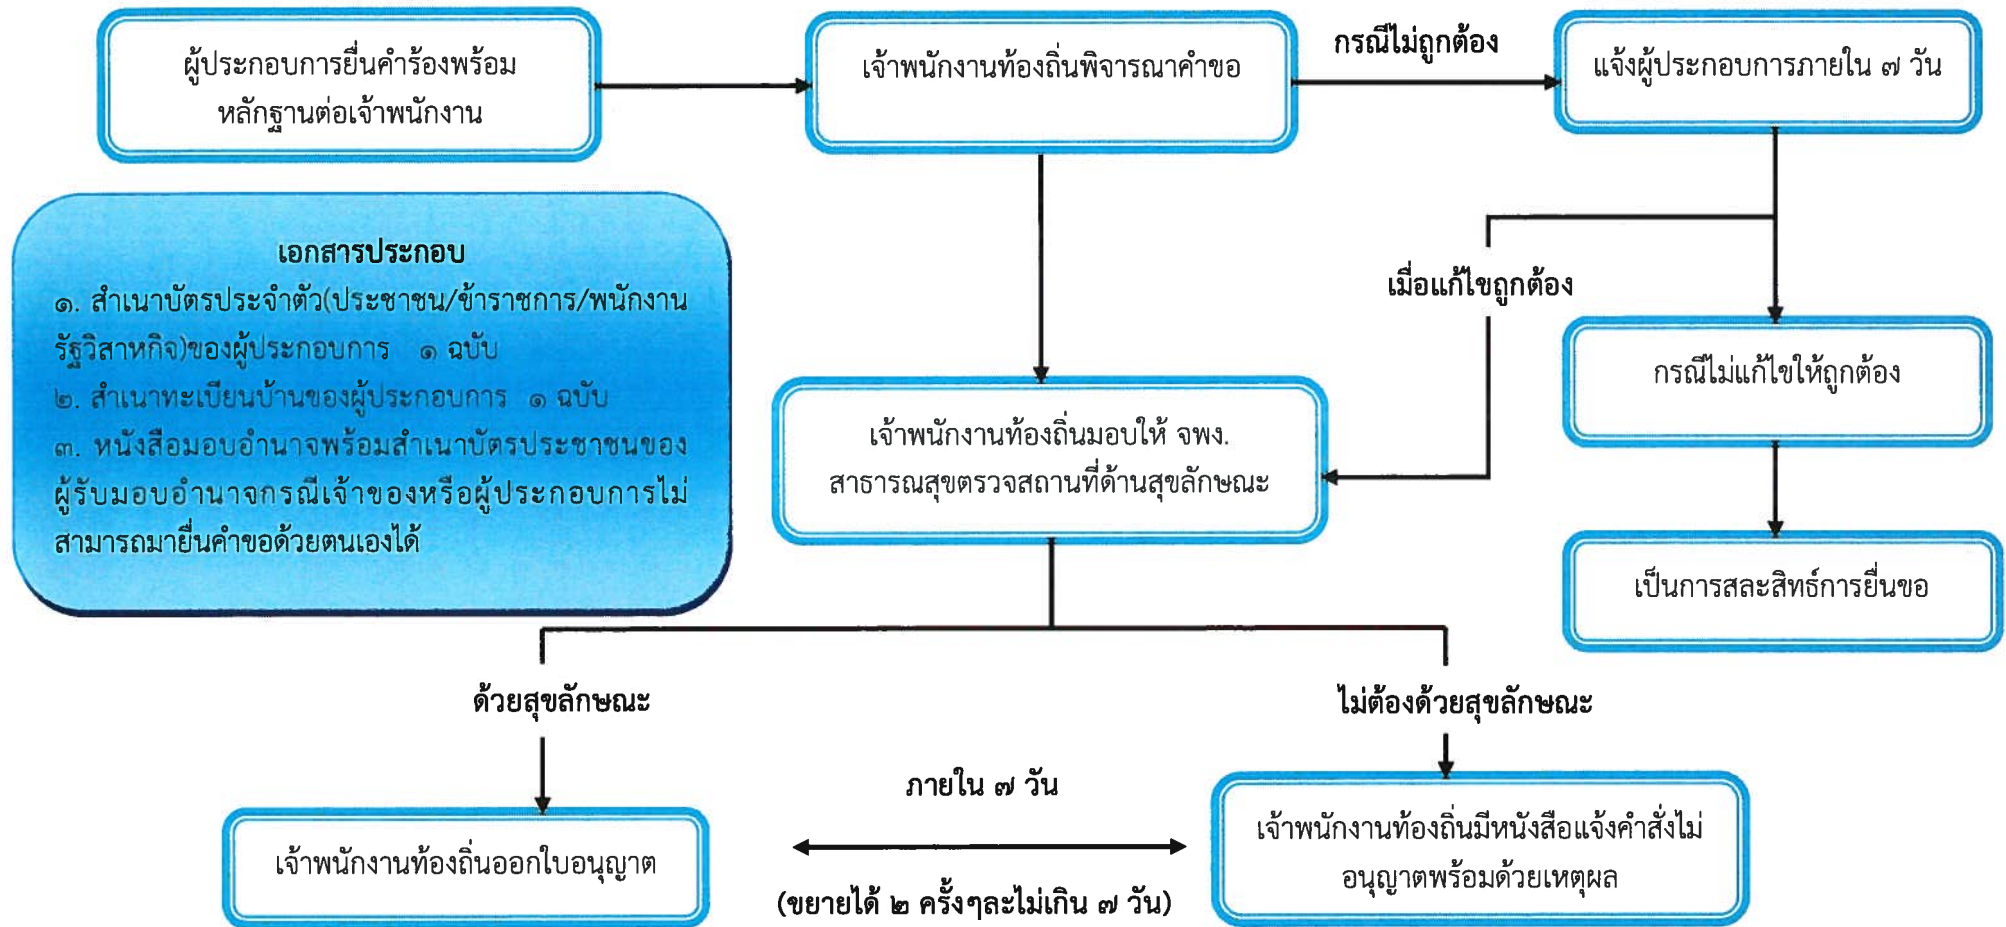 ผู้ประกอบการยื่นคำร้องพร้อม
หลักฐานต่อเจ้าพนักงาน
เจ้าพนักงานท้องถิ่นพิจารณาคำขอ
กรณีไม่ถูกต้อง
แจ้งผู้ประกอบการภายใน ๗ วัน
เอกสารประกอบ
๑. สำเนาบัตรประจำตัว(ประชาชน/ข้าราชการ/พนักงาน
รัฐวิสาหกิจ)ของผู้ประกอบการ ๑ ฉบับ
๒. สำเนาทะเบียนบ้านของผู้ประกอบการ ๑ ฉบับ
๓. หนังสือมอบอำนาจพร้อมสำเนาบัตรประชาชนของ
ผู้รับมอบอำนาจกรณีเจ้าของหรือผู้ประกอบการไม่
สามารถมายื่นคำขอด้วยตนเองได้
เมื่อแก้ไขถูกต้อง
กรณีไม่แก้ไขให้ถูกต้อง
เจ้าพนักงานท้องถิ่นมอบให้ จพง.
สาธารณสุขตรวจสถานที่ด้านสุขลักษณะ
เป็นการสละสิทธ์การยื่นขอ
ด้วยสุขลักษณะ
ไม่ต้องด้วยสุขลักษณะ
เจ้าพนักงานท้องถิ่นออกใบอนุญาต
ภายใน ๗ วัน
(ขยายได้ ๒ ครั้งๆละไม่เกิน ๗ วัน)
เจ้าพนักงานท้องถิ่นมีหนังสือแจ้งคำสั่งไม่
อนุญาตพร้อมด้วยเหตุผล